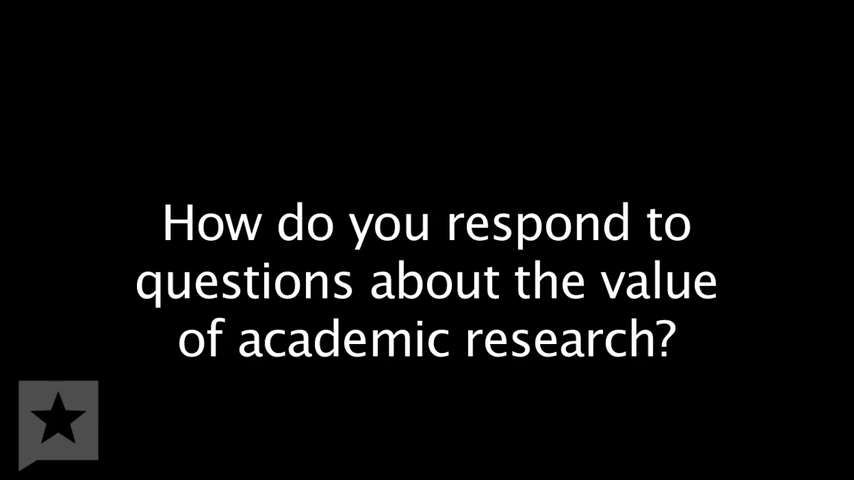 How do you respond to
questions about the value
of academic research?